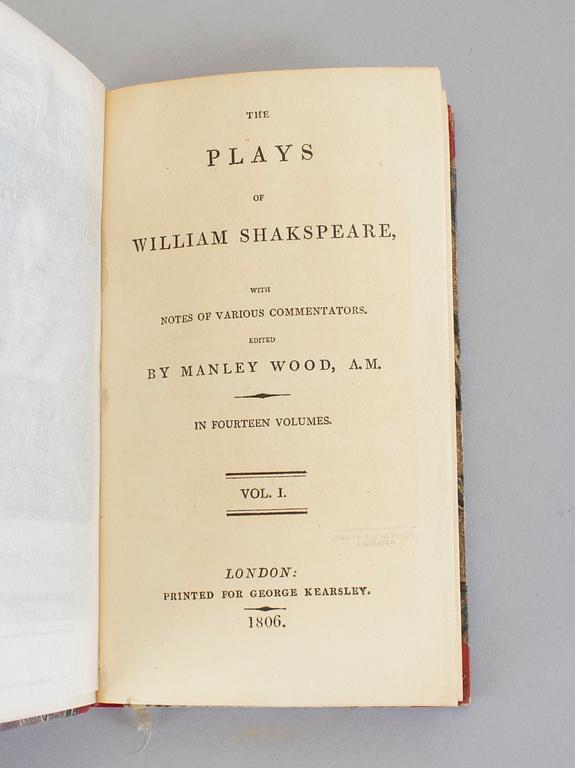 THE
PLAYS
OF
WILLIAM SHAKSPEARE,
WITH
NOTES OF VARIOUS COMMENTATORS.
EDITED
BY MANLEY WOOD, A.M.
IN FOURTEEN VOLUMES.
VOL. I.
LONDON:
PRINTED FOR GEORGE KEARSLEY.
1806.